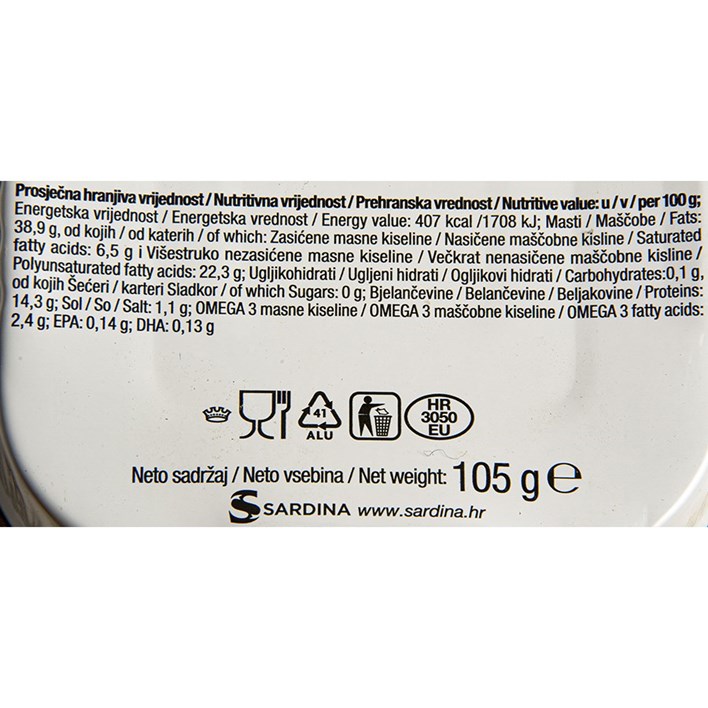 Prosječna hranjiva vrijednost / Nutritivna vrijednost / Prehranska vrednost / Nutritive value: u / v / per 100 g;
Energetska vrijednost / Energetska vrednost / Energy value: 407 kcal /1708 kJ; Masti / Maščobe / Fats:
38,9 g, od kojih / od katerih / of which: Zasićene masne kiseline / Nasičene maščobne kisline / Saturated
fatty acids: 6,5 g i Višestruko nezasićene masne kiseline / Večkrat nenasičene maščobne kisline /
Polyunsaturated fatty acids: 22,3 g; Ugljikohidrati / Ugljeni hidrati / Ogljikovi hidrati / Carbohydrates:0,1 g,
od kojih Šećeri / karteri Sladkor / of which Sugars: 0 g; Bjelančevine / Belančevine / Beljakovine / Proteins:
14,3 g; Sol / So / Salt: 1,1 g; OMEGA 3 masne kiseline / OMEGA 3 maščobne kiseline / OMEGA 3 fatty acids:
2,4 g; EPA: 0,14 g; DHA: 0,13 g
41
ALU
HR
3050
EU
Neto sadržaj / Neto vsebina / Net weight: 105 g e
SARDINA www.sardina.hr